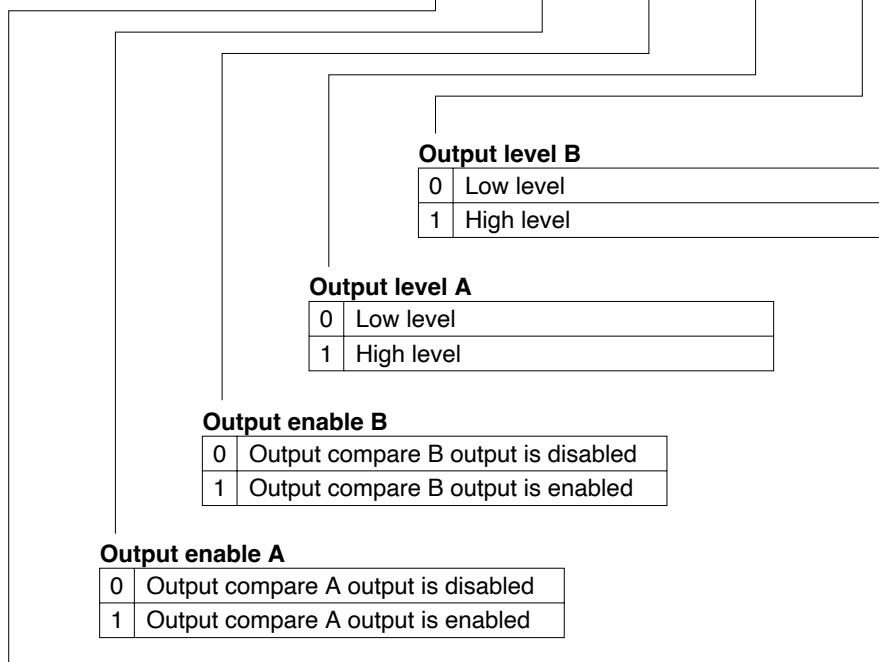 Output level B
0 Low level
1 High level
Output level A
0 Low level
1 High level
Output enable B
0 Output compare B output is disabled
1 Output compare B output is enabled
Output enable A
0 Output compare A output is disabled
1 Output compare A output is enabled